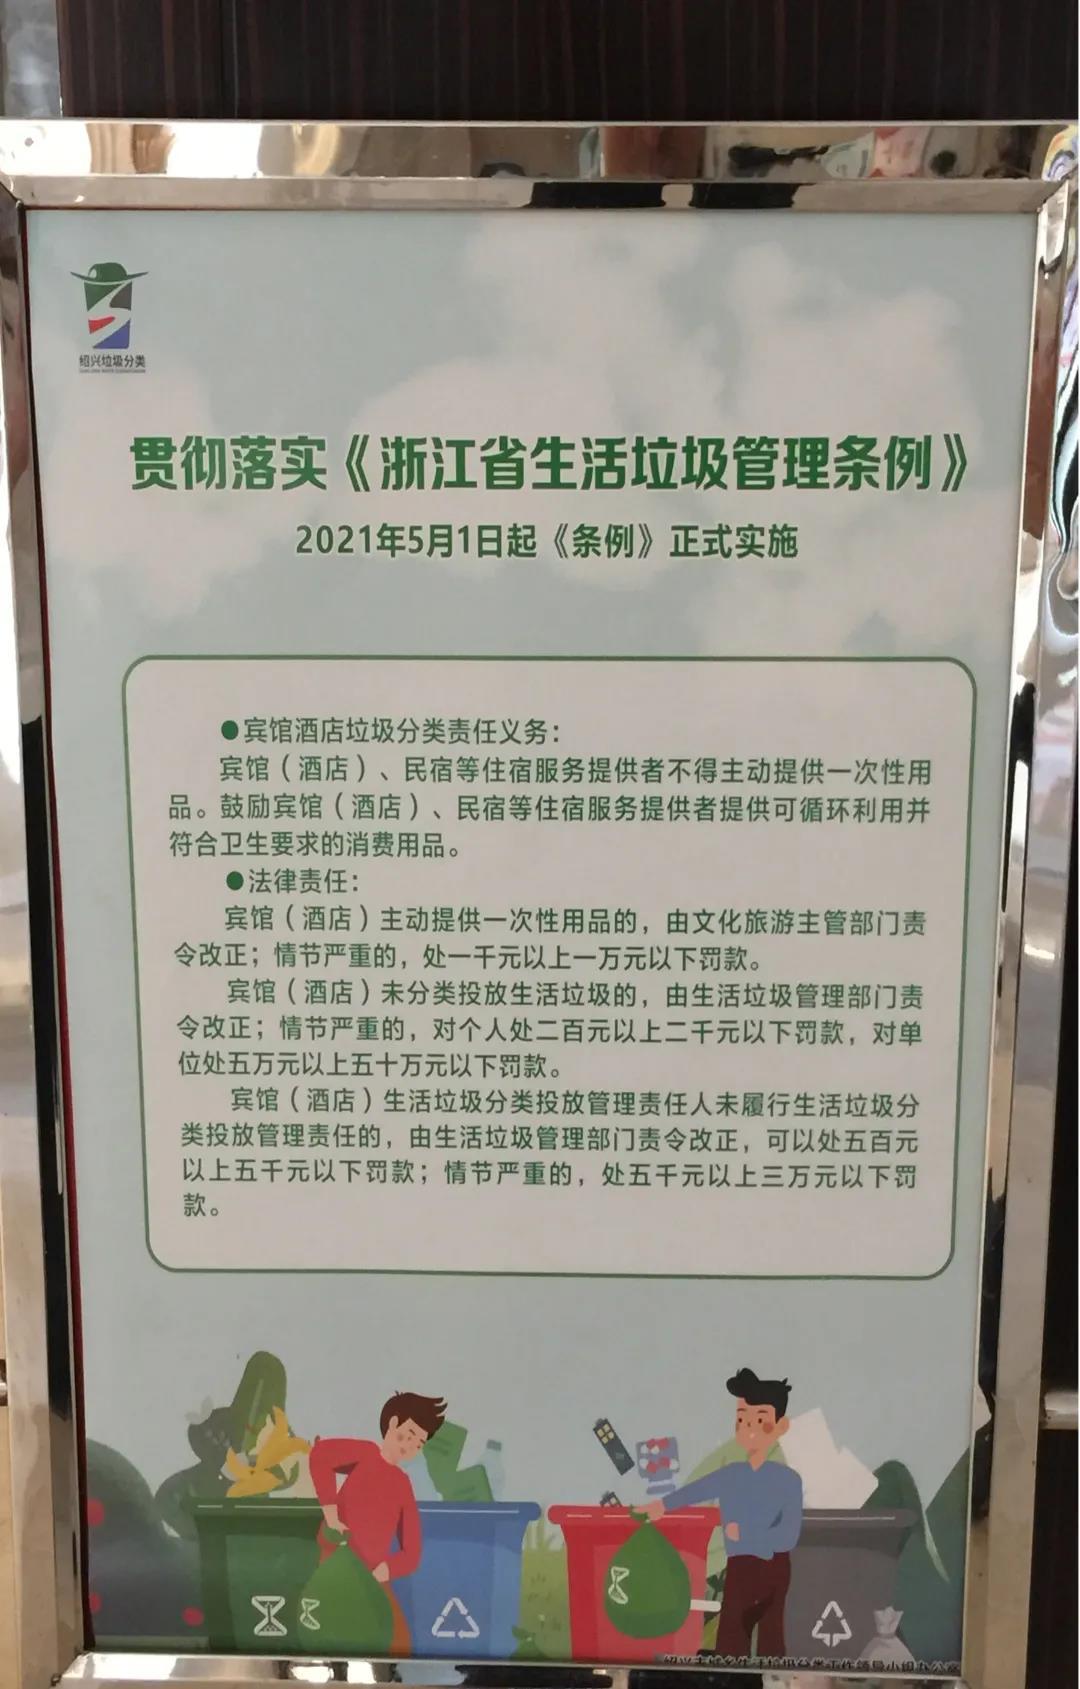 绍兴垃圾分类
贯彻落实《浙江省生活垃圾管理条例》
2021年5月1日起《条例》正式实施
●宾馆酒店垃圾分类责任义务：
宾馆（酒店）、民宿等住宿服务提供者不得主动提供一次性用
品。鼓励宾馆（酒店）、民宿等住宿服务提供者提供可循环利用并
符合卫生要求的消费用品。
●法律责任：
宾馆（酒店）主动提供一次性用品的，由文化旅游主管部门责
令改正；情节严重的，处一千元以上一万元以下罚款。
宾馆（酒店）未分类投放生活垃圾的，由生活垃圾管理部门责
令改正；情节严重的，对个人处二百元以上二千元以下罚款，对单
位处五万元以上五十万元以下罚款。
宾馆（酒店）生活垃圾分类投放管理责任人未履行生活垃圾分
类投放管理责任的，由生活垃圾管理部门责令改正，可以处五百元
以上五千元以下罚款；情节严重的，处五千元以上三万元以下罚
款。
生活垃圾分类工作领导小组办公室